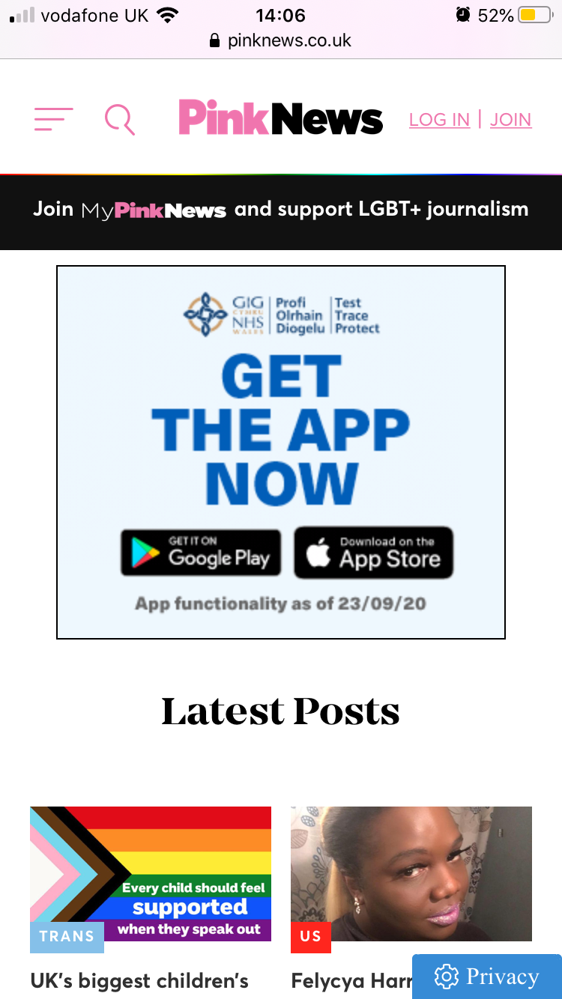 vodafone UK 14:06 52%
pinknews.co.uk
PinkNews LOG IN | JOIN
Join MyPinkNews and support LGBT+ journalism
GIG CYMRU NHS WALES
Profi Olrhain Diogelu
Test Trace Protect
GET
THE APP
NOW
GET IT ON
Google Play
Download on the
App Store
App functionality as of 23/09/20
Latest Posts
Every child should feel
supported
when they speak out
TRANS
UK's biggest children's
US
Felycya Harr
Privacy